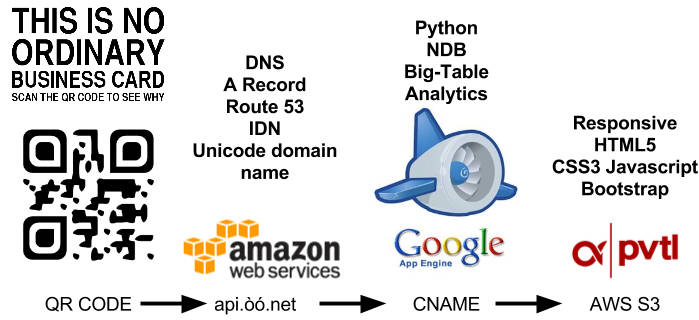 THIS IS NO
ORDINARY
BUSINESS CARD
SCAN THE QR CODE TO SEE WHY
DNS
A Record
Route 53
IDN
Unicode domain
name
Python
NDB
Big-Table
Analytics
Responsive
HTML5
CSS3 Javascript
Bootstrap
amazon
web services
Google
App Engine
pvtl
QR CODE
api.òó.net
CNAME
AWS S3